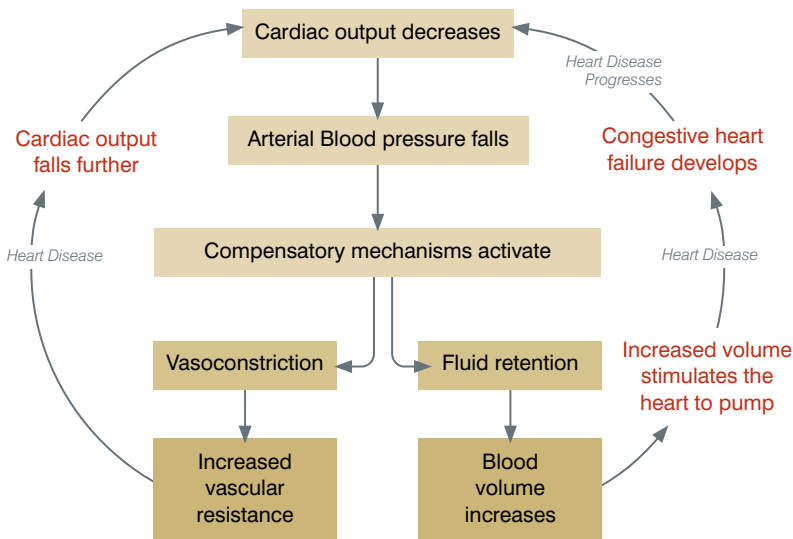 Cardiac output decreases
Heart Disease
Progresses
Cardiac output
falls further
Arterial Blood pressure falls
Congestive heart
failure develops
Heart Disease
Compensatory mechanisms activate
Heart Disease
Vasoconstriction
Fluid retention
Increased volume
stimulates the
heart to pump
Increased
vascular
resistance
Blood
volume
increases